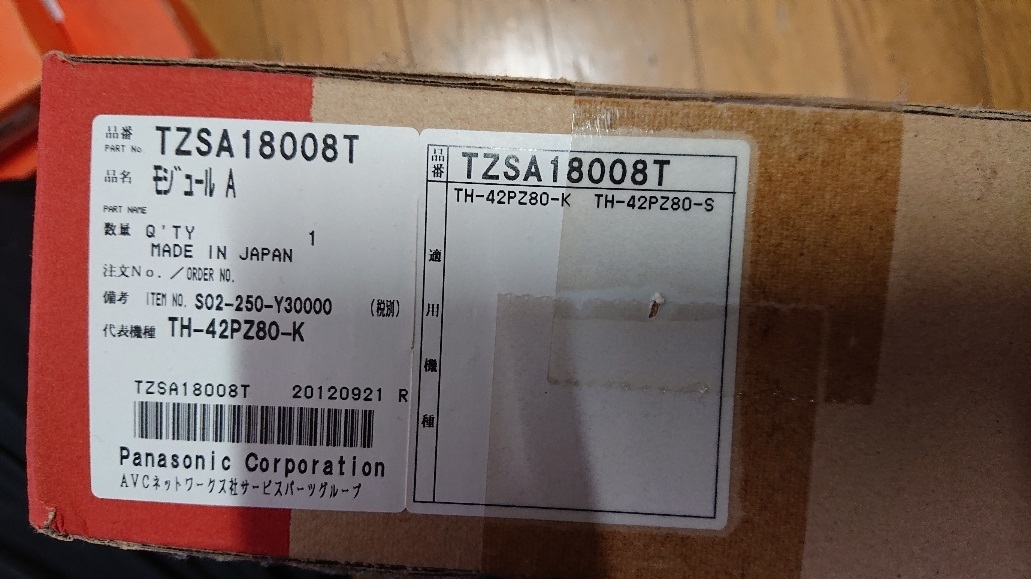 品番 TZSA18008T
PART No.
品名 ﾓｼﾞｭｰﾙ A
PART NAME
数量 Q'TY 1
MADE IN JAPAN
注文No.／ORDER NO.
備考 ITEM NO. S02-250-Y30000 (税別)
代表機種 TH-42PZ80-K
TZSA18008T 20120921 R
Panasonic Corporation
AVCネットワークス社サービスパーツグループ
品番 TZSA18008T
適用機種
TH-42PZ80-K TH-42PZ80-S